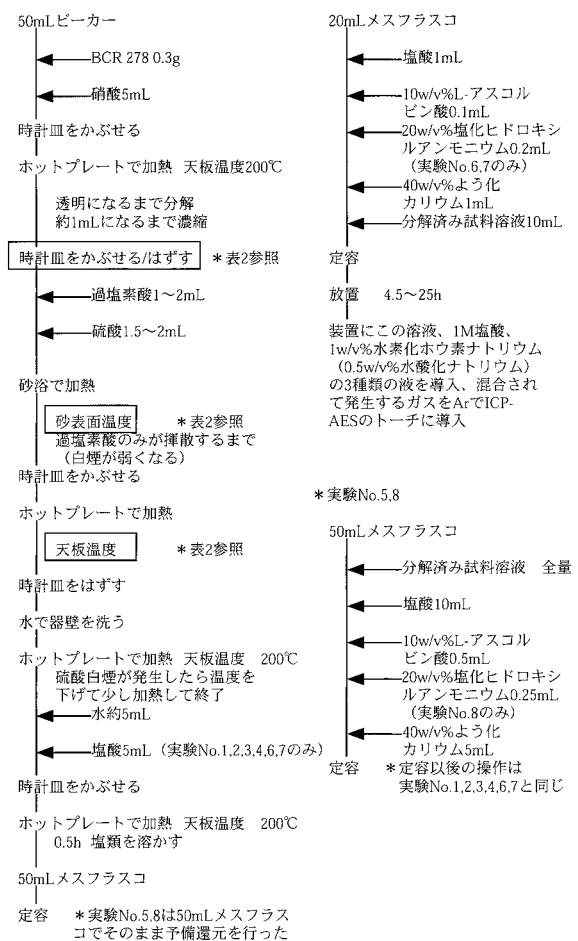 50mLビーカー
BCR 278 0.3g
硝酸5mL
時計皿をかぶせる
ホットプレートで加熱 天板温度200℃
透明になるまで分解
約1mLになるまで濃縮
時計皿をかぶせる/はずす *表2参照
過塩素酸1～2mL
硫酸1.5～2mL
砂浴で加熱
砂表面温度 *表2参照
過塩素酸のみが揮散するまで
（白煙が弱くなる）
時計皿をかぶせる
ホットプレートで加熱
天板温度 *表2参照
時計皿をはずす
水で器壁を洗う
ホットプレートで加熱 天板温度 200℃
硫酸白煙が発生したら温度を
下げて少し加熱して終了
水約5mL
塩酸5mL（実験No.1,2,3,4,6,7のみ）
時計皿をかぶせる
ホットプレートで加熱 天板温度 200℃
0.5h 塩類を溶かす
50mLメスフラスコ
定容 *実験No.5,8は50mLメスフラス
コでそのまま予備還元を行った
20mLメスフラスコ
塩酸1mL
10w/v%L-アスコル
ビン酸0.1mL
20w/v%塩化ヒドロキシ
ルアンモニウム0.2mL
（実験No.6,7のみ）
40w/v%よう化
カリウム1mL
分解済み試料溶液10mL
定容
放置 4.5～25h
装置にこの溶液、1M塩酸、
1w/v%水素化ホウ素ナトリウム
（0.5w/v%水酸化ナトリウム）
の3種類の液を導入、混合され
て発生するガスをArでICP-
AESのトーチに導入
*実験No.5,8
50mLメスフラスコ
分解済み試料溶液 全量
塩酸10mL
10w/v%L-アスコル
ビン酸0.5mL
20w/v%塩化ヒドロキシ
ルアンモニウム0.25mL
（実験No.8のみ）
40w/v%よう化
カリウム5mL
定容 *定容以後の操作は
実験No.1,2,3,4,6,7と同じ